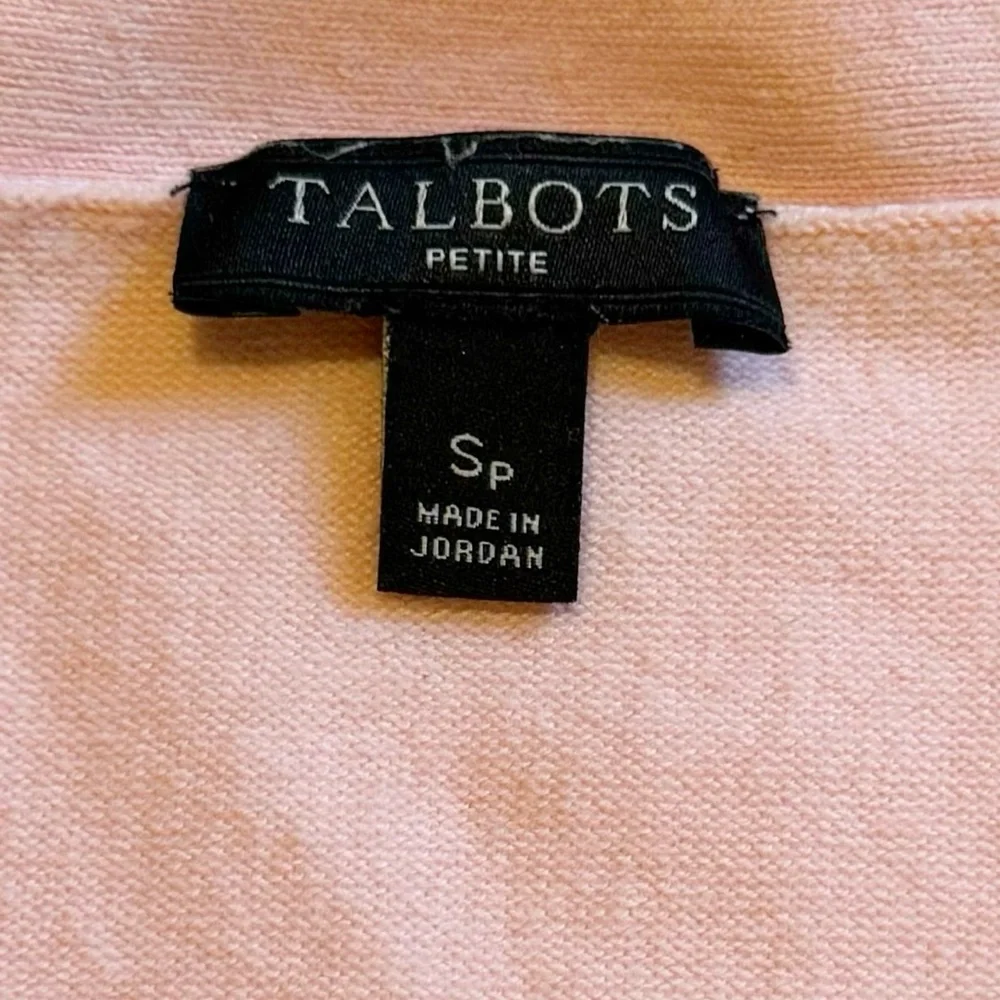 TALBOTS
PETITE
SP
MADE IN
JORDAN